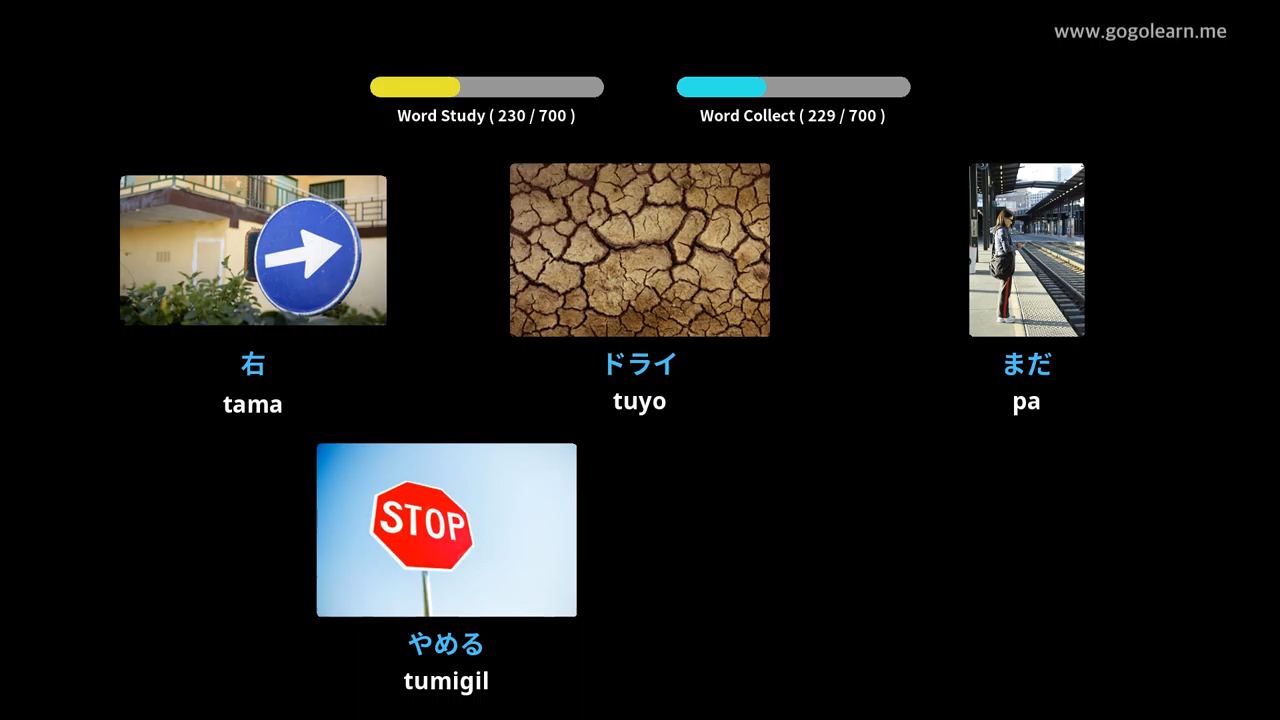 www.gogolearn.me
Word Study ( 230 / 700 )
Word Collect ( 229 / 700 )
右
tama
ドライ
tuyo
まだ
pa
STOP
やめる
tumigil